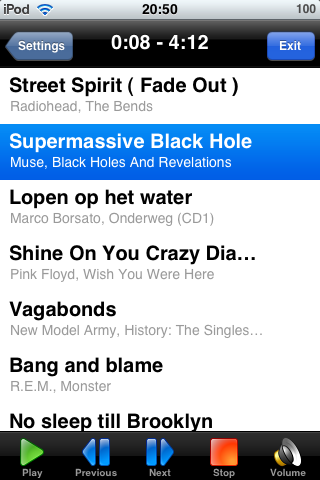 iPod 20:50 100
Settings 0:08 - 4:12 Exit
Street Spirit ( Fade Out )
Radiohead, The Bends
Supermassive Black Hole
Muse, Black Holes And Revelations
Lopen op het water
Marco Borsato, Onderweg (CD1)
Shine On You Crazy Dia...
Pink Floyd, Wish You Were Here
Vagabonds
New Model Army, History: The Singles...
Bang and blame
R.E.M., Monster
No sleep till Brooklyn
Play Previous Next Stop Volume